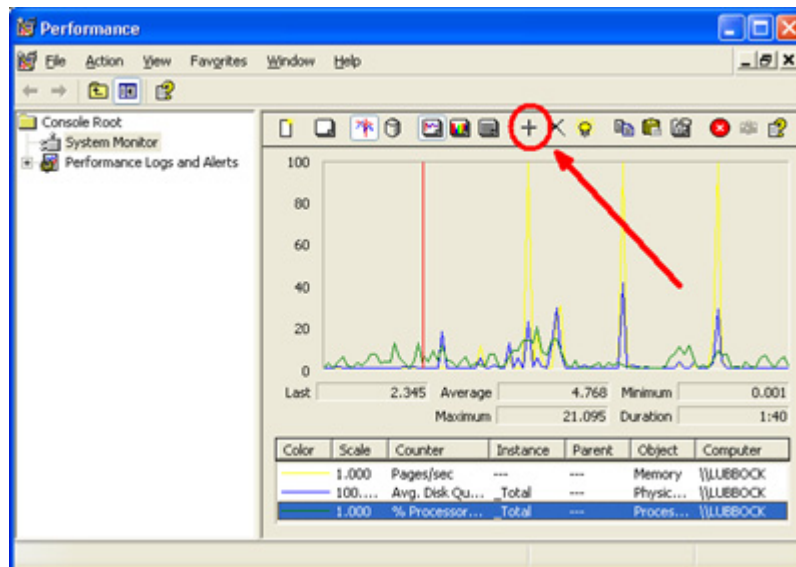 Performance
File Action View Favorites Window Help
Console Root
System Monitor
Performance Logs and Alerts
100
80
60
40
20
0
Last 2.345 Average 4.768 Minimum 0.001
Maximum 21.095 Duration 1:40
Color Scale Counter Instance Parent Object Computer
1.000 Pages/sec --- --- Memory \\LUBBOCK
100.... Avg. Disk Qu... _Total --- Physic... \\LUBBOCK
1.000 % Processor... _Total --- Proces... \\LUBBOCK